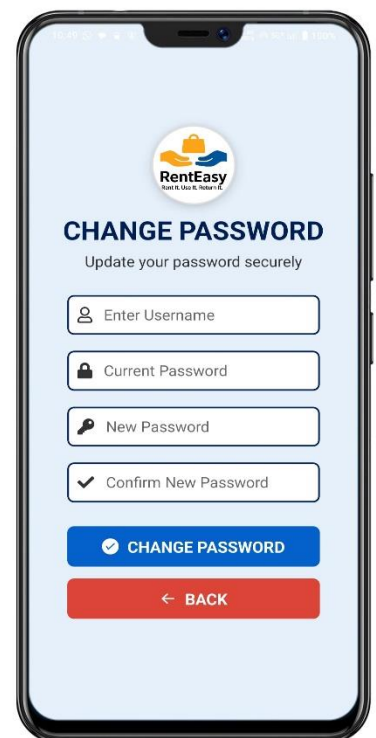 RentEasy
Rent It. Use It. Return It.
CHANGE PASSWORD
Update your password securely
Enter Username
Current Password
New Password
Confirm New Password
CHANGE PASSWORD
← BACK